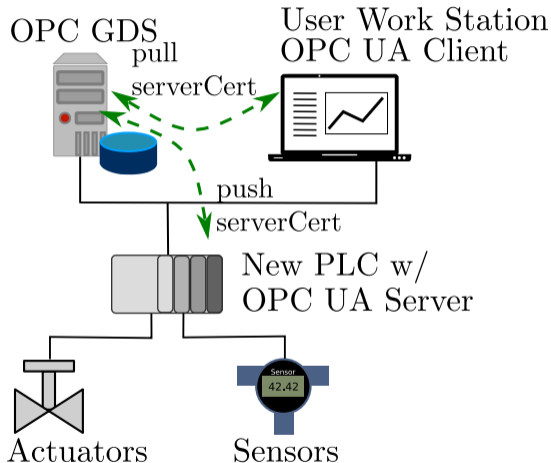 OPC GDS
User Work Station
OPC UA Client
pull
serverCert
push
serverCert
New PLC w/
OPC UA Server
Sensor
42.42
Actuators
Sensors